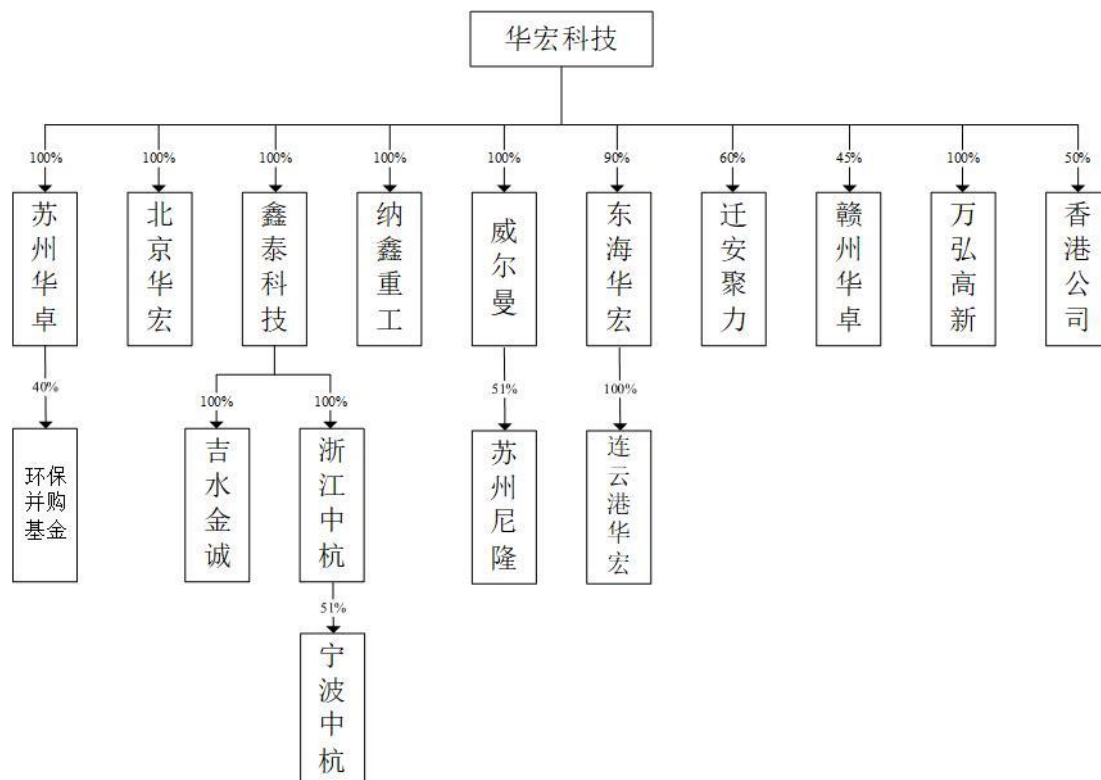 华宏科技
100%
100%
100%
100%
100%
90%
60%
45%
100%
50%
苏州华卓
北京华宏
鑫泰科技
纳鑫重工
威尔曼
东海华宏
迁安聚力
赣州华卓
万弘高新
香港公司
40%
100%
100%
51%
100%
环保
并购
基金
吉水金诚
浙江中杭
苏州尼隆
连云港华宏
51%
宁波中杭